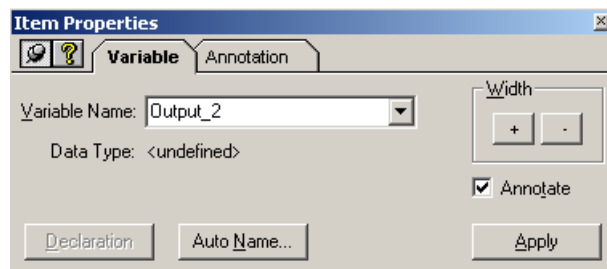 Item Properties
Variable Annotation
Width
Variable Name: Output_2
+ -
Data Type: <undefined>
Annotate
Declaration Auto Name... Apply